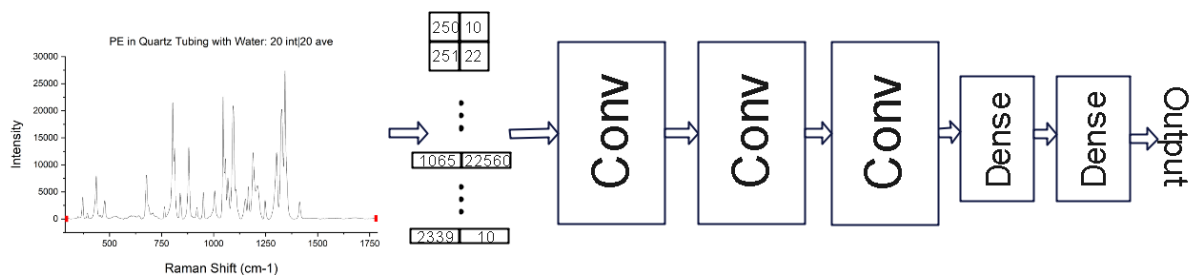 PE in Quartz Tubing with Water: 20 int|20 ave
30000
25000
20000
15000
10000
5000
0
Intensity
500 750 1000 1250 1500 1750
Raman Shift (cm-1)
250 10
251 22
1065 22560
2339 10
Conv
Conv
Conv
Dense
Dense
Output